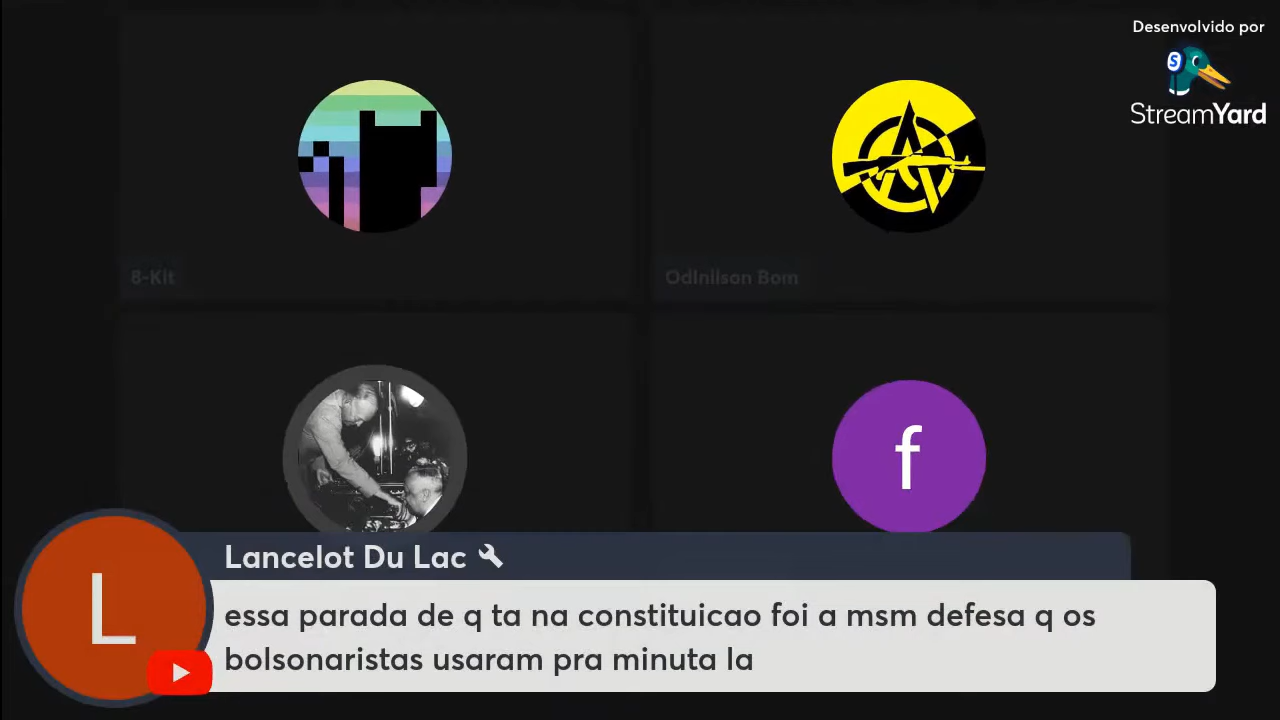 Desenvolvido por
StreamYard
8-Kit
Odlnilson Bom
f
L
Lancelot Du Lac
essa parada de q ta na constituicao foi a msm defesa q os
bolsonaristas usaram pra minuta la